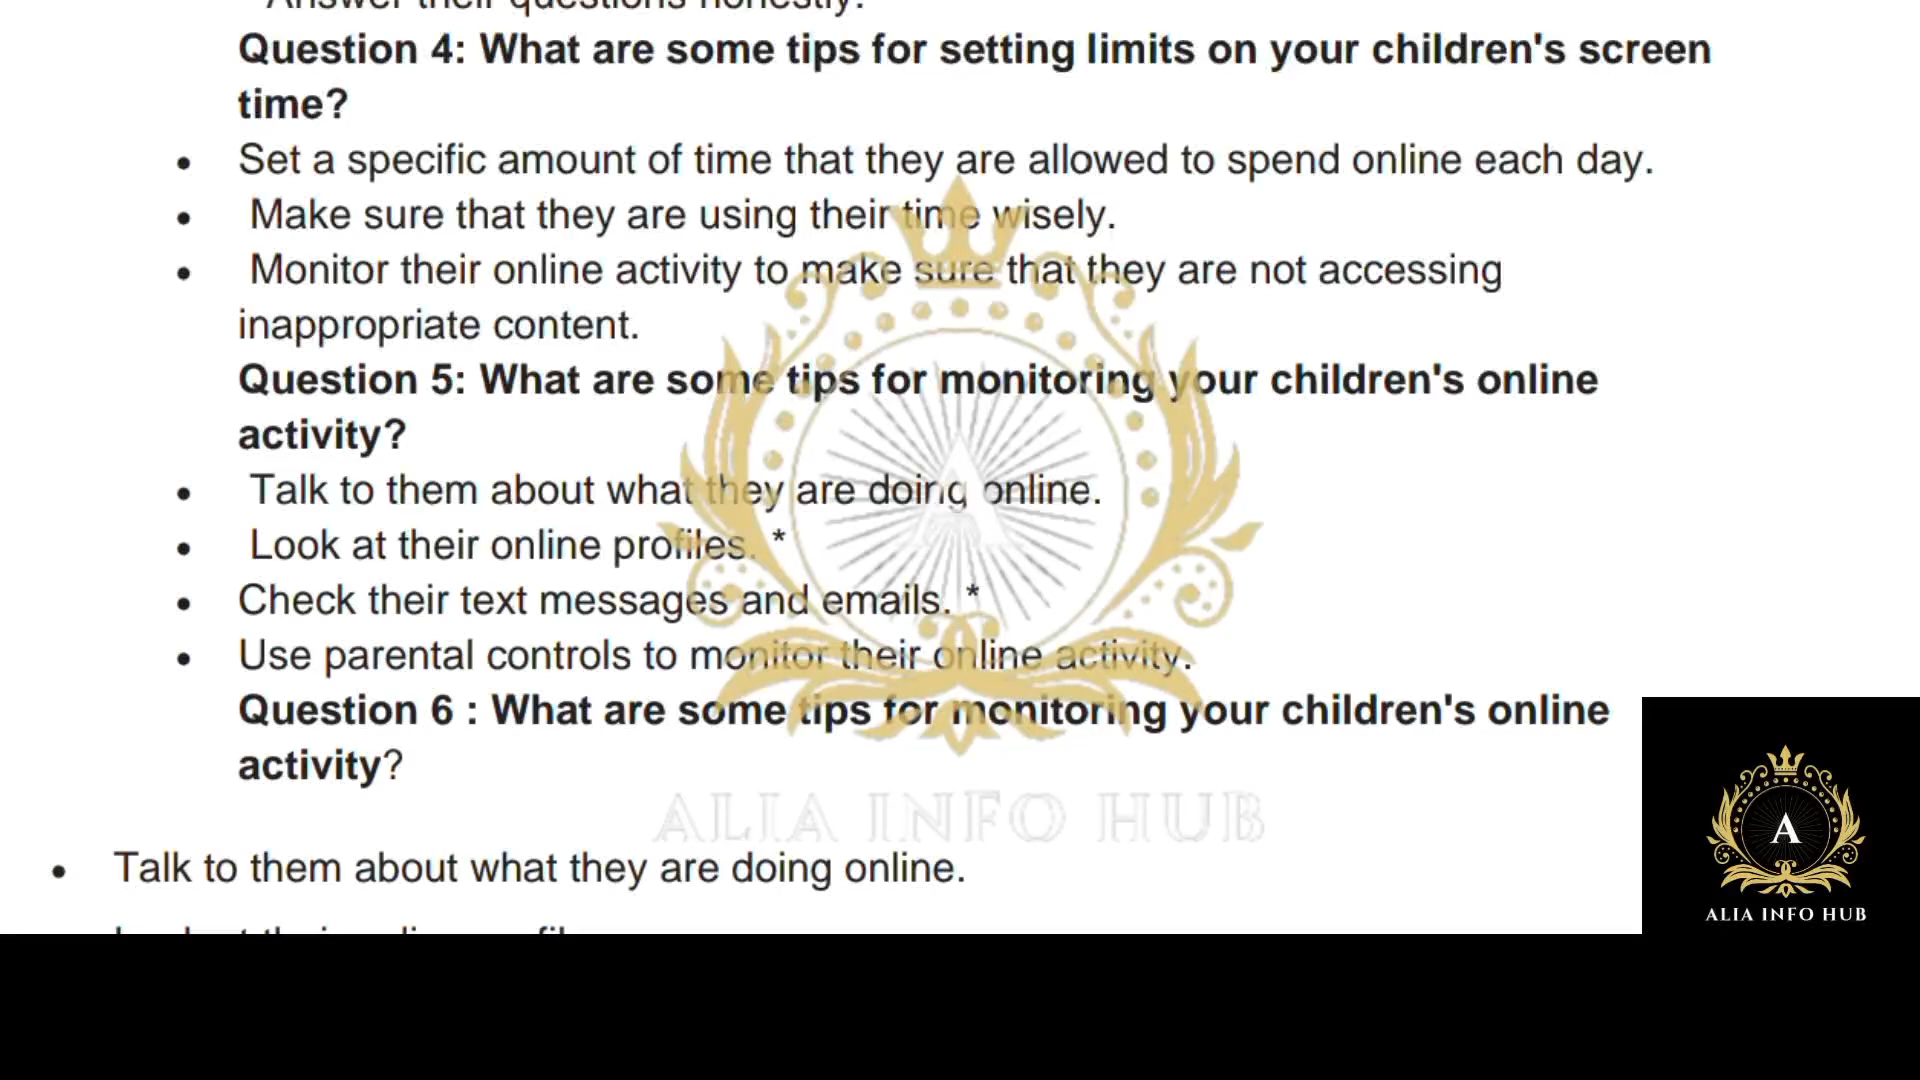 Answer their questions honestly.
Question 4: What are some tips for setting limits on your children's screen
time?
• Set a specific amount of time that they are allowed to spend online each day.
• Make sure that they are using their time wisely.
• Monitor their online activity to make sure that they are not accessing
inappropriate content.
Question 5: What are some tips for monitoring your children's online
activity?
• Talk to them about what they are doing online.
• Look at their online profiles. *
• Check their text messages and emails. *
• Use parental controls to monitor their online activity.
Question 6 : What are some tips for monitoring your children's online
activity?
A
ALIA INFO HUB
• Talk to them about what they are doing online.
A
ALIA INFO HUB